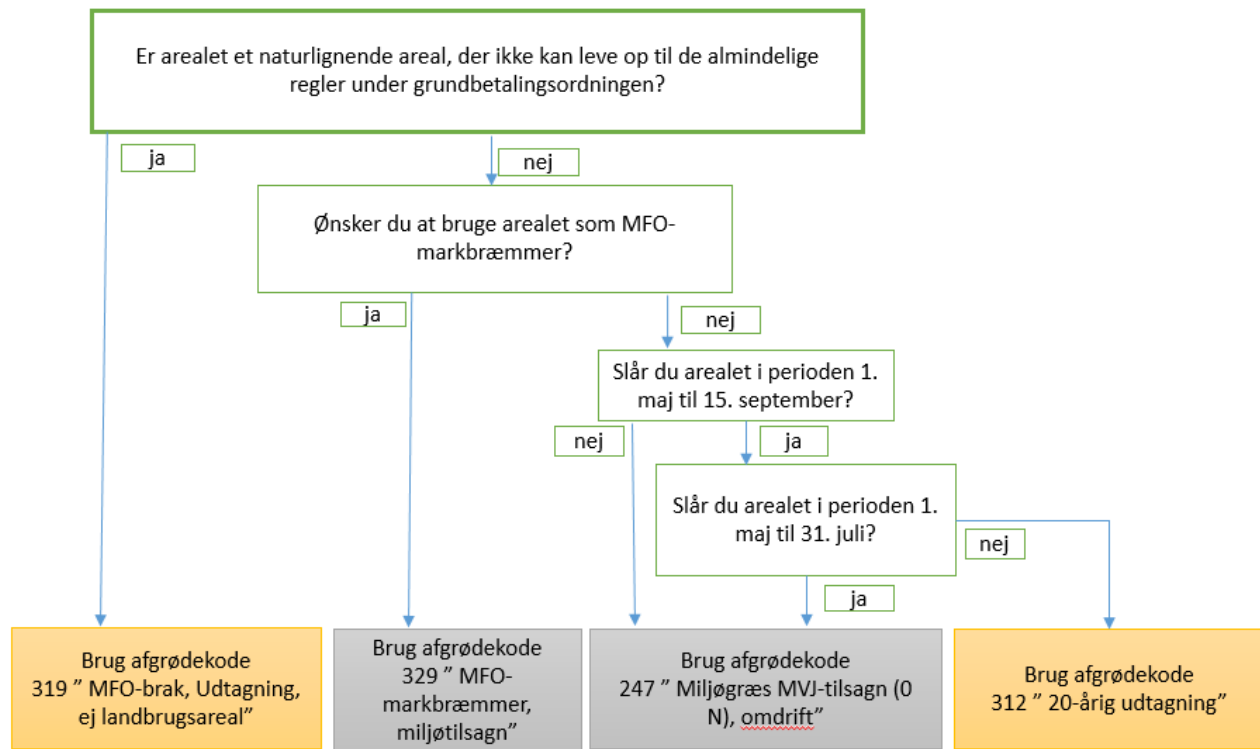 Er arealet et naturlignende areal, der ikke kan leve op til de almindelige
regler under grundbetalingsordningen?
ja
nej
Ønsker du at bruge arealet som MFO-
markbræmmer?
ja
nej
Slår du arealet i perioden 1.
maj til 15. september?
nej
ja
Slår du arealet i perioden 1.
maj til 31. juli?
nej
ja
Brug afgrødekode
319 ” MFO-brak, Udtagning,
ej landbrugsareal”
Brug afgrødekode
329 ” MFO-
markbræmmer,
miljøtilsagn”
Brug afgrødekode
247 ” Miljøgræs MVJ-tilsagn (0
N), omdrift”
Brug afgrødekode
312 ” 20-årig udtagning”